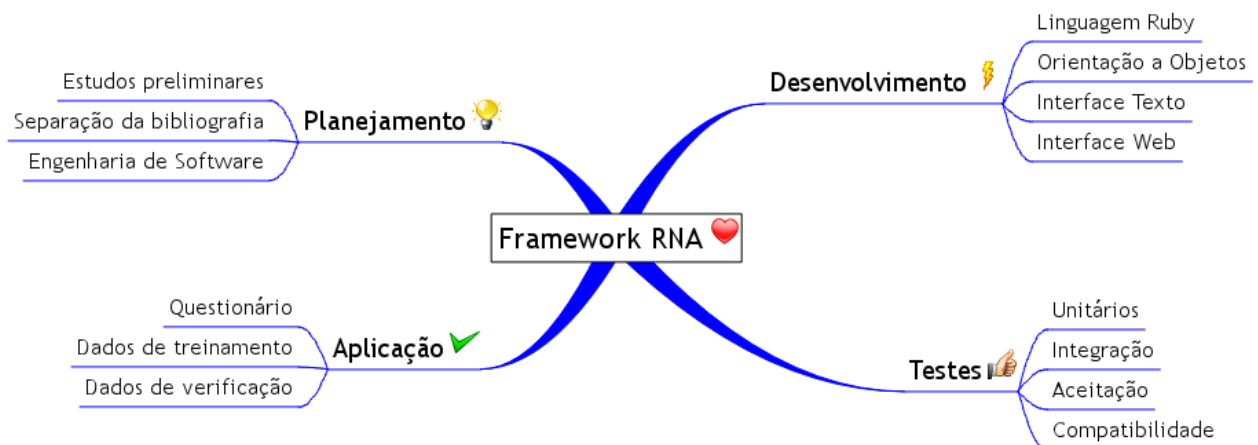 Framework RNA
Planejamento
Estudos preliminares
Separação da bibliografia
Engenharia de Software
Desenvolvimento
Linguagem Ruby
Orientação a Objetos
Interface Texto
Interface Web
Aplicação
Questionário
Dados de treinamento
Dados de verificação
Testes
Unitários
Integração
Aceitação
Compatibilidade